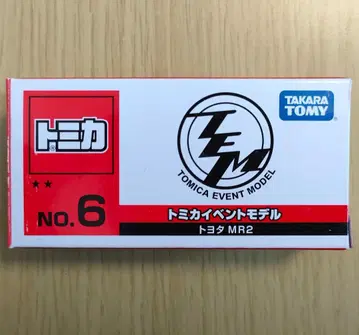 トミカ
NO.6
TEM
TOMICA EVENT MODEL
TAKARA
TOMY
トミカイベントモデル
トヨタ MR2